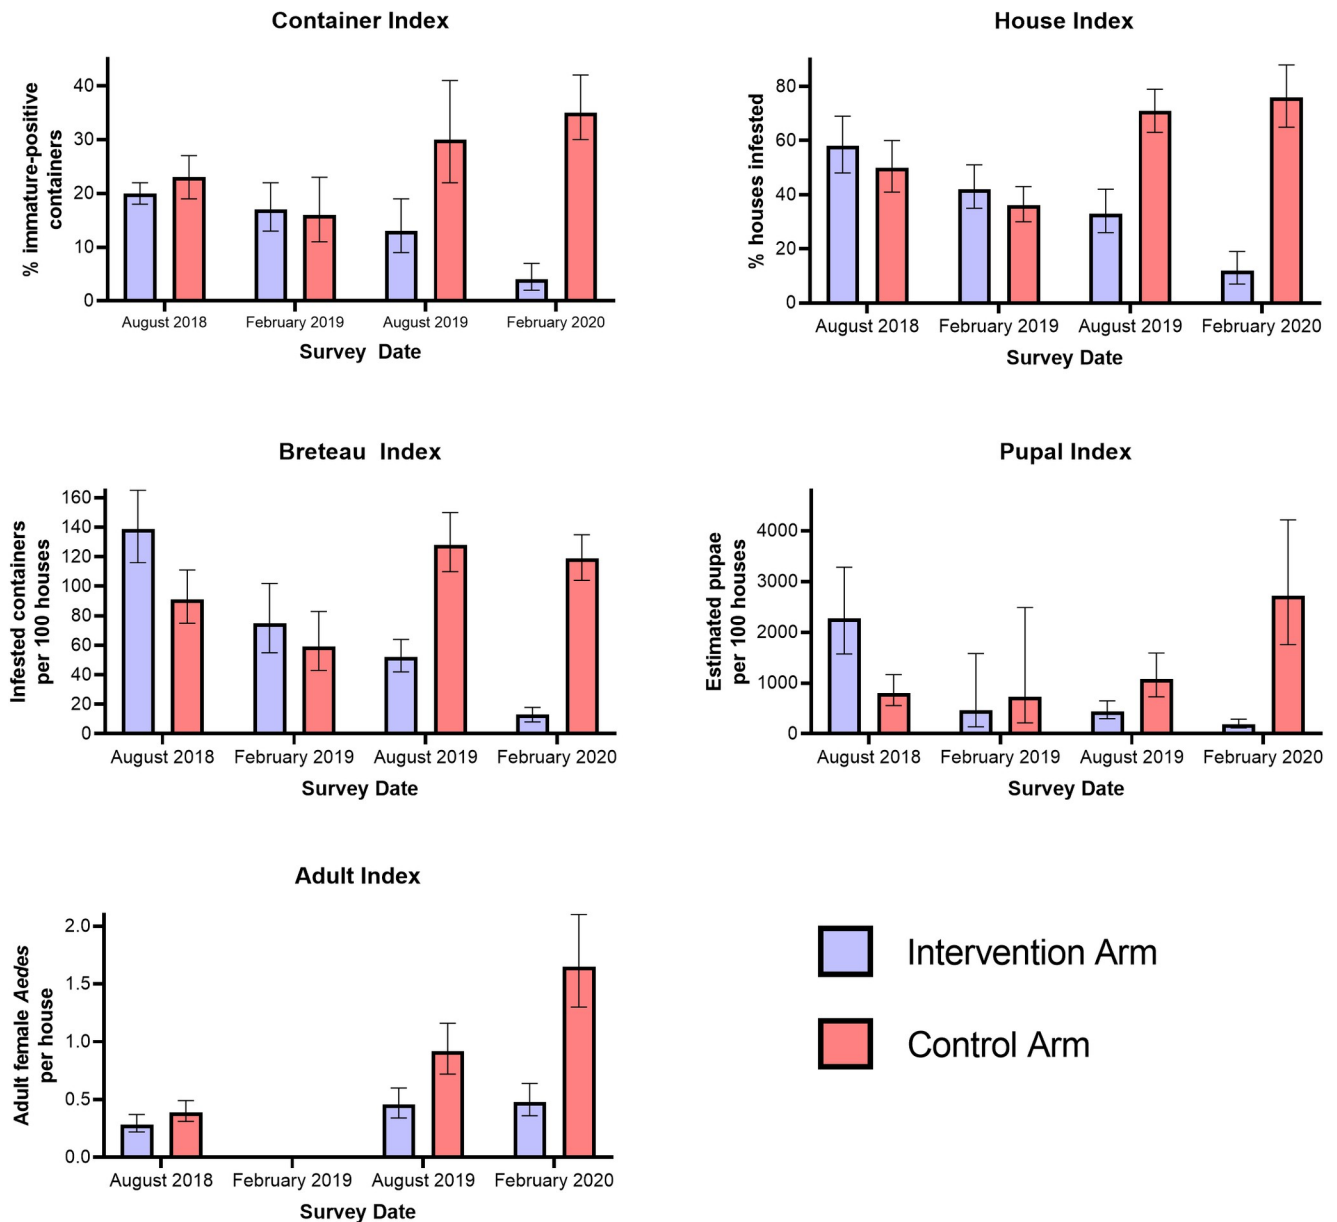 Container Index
% immature-positive
containers
40
30
20
10
0
August 2018
February 2019
August 2019
February 2020
Survey Date
House Index
% houses infested
80
60
40
20
0
August 2018
February 2019
August 2019
February 2020
Survey Date
Breteau Index
Infested containers
per 100 houses
160
140
120
100
80
60
40
20
0
August 2018
February 2019
August 2019
February 2020
Survey Date
Pupal Index
Estimated pupae
per 100 houses
4000
3000
2000
1000
0
August 2018
February 2019
August 2019
February 2020
Survey Date
Adult Index
Adult female Aedes
per house
2.0
1.5
1.0
0.5
0.0
August 2018
February 2019
August 2019
February 2020
Survey Date
Intervention Arm
Control Arm